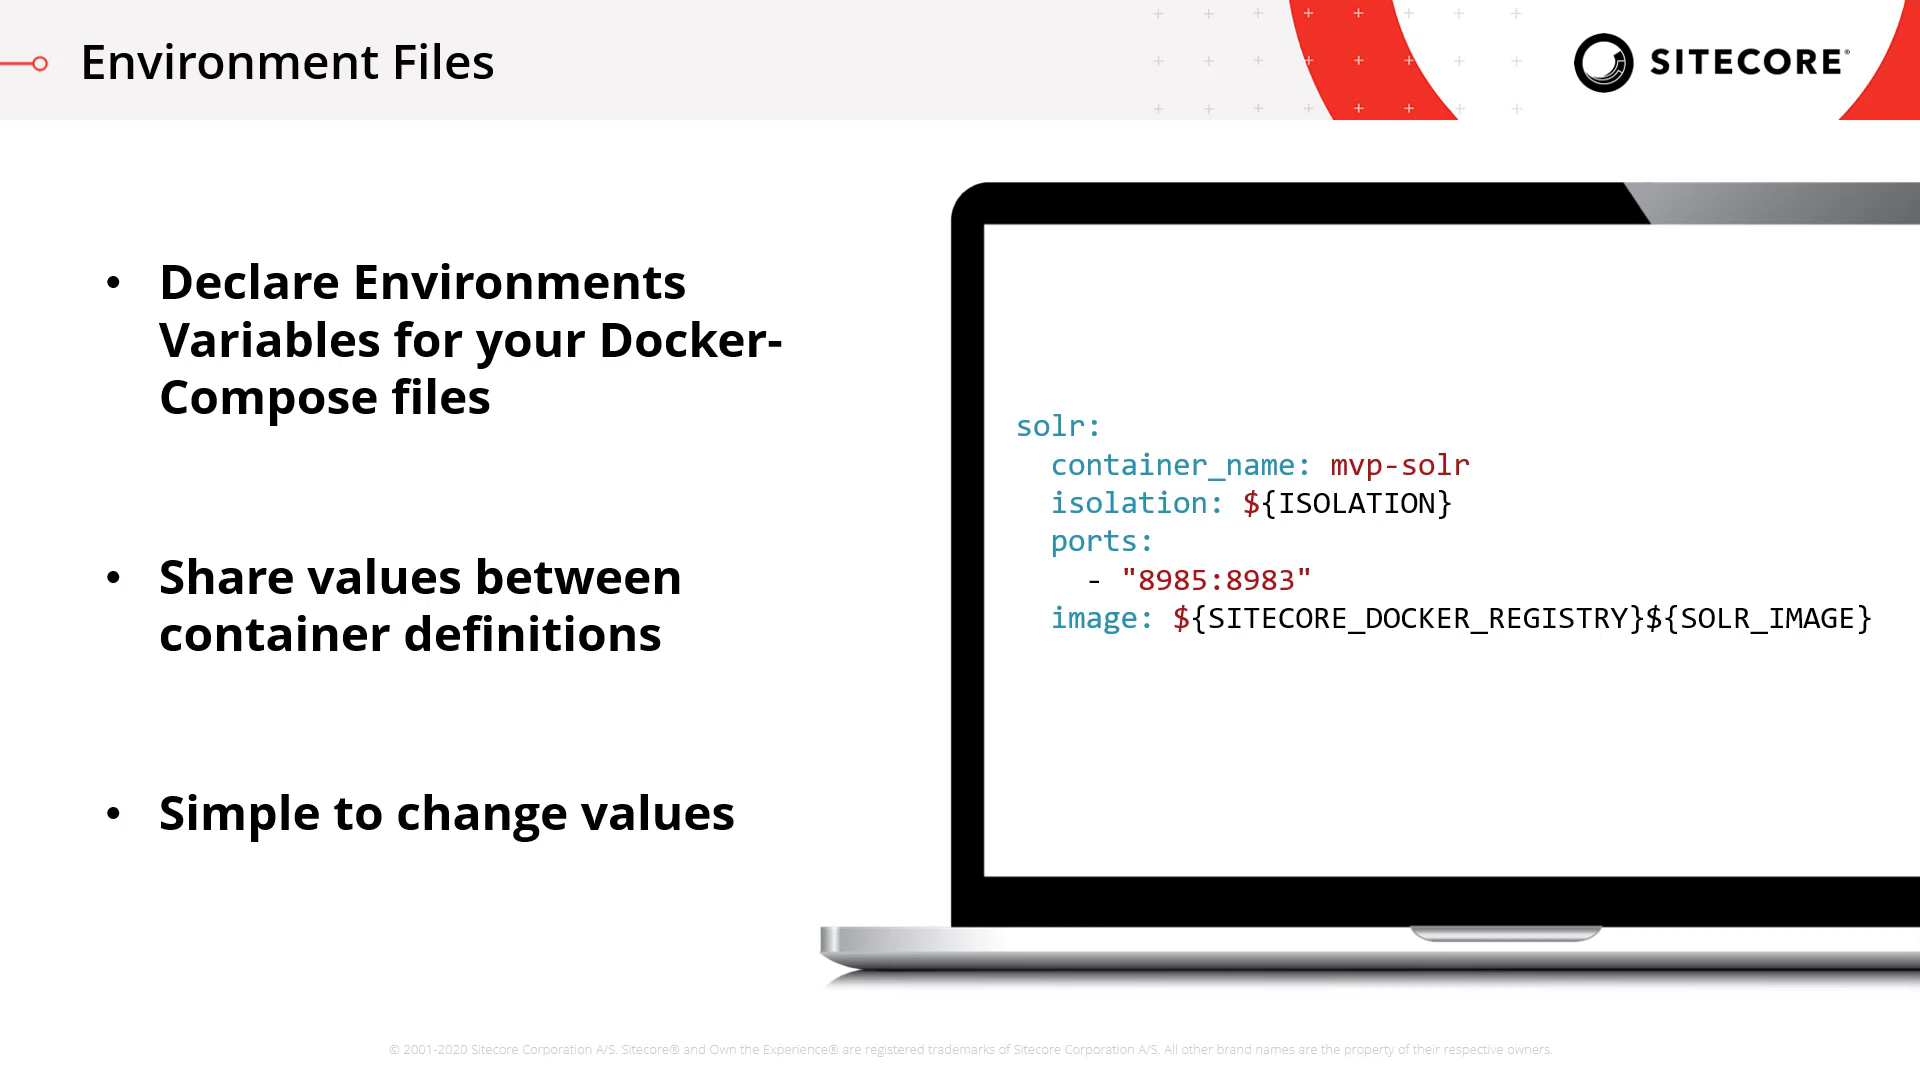 Environment Files
SITECORE®
• Declare Environments
Variables for your Docker-
Compose files
• Share values between
container definitions
• Simple to change values
solr:
  container_name: mvp-solr
  isolation: ${ISOLATION}
  ports:
    - "8985:8983"
  image: ${SITECORE_DOCKER_REGISTRY}${SOLR_IMAGE}
© 2001-2020 Sitecore Corporation A/S. Sitecore® and Own the Experience® are registered trademarks of Sitecore Corporation A/S. All other brand names are the property of their respective owners.